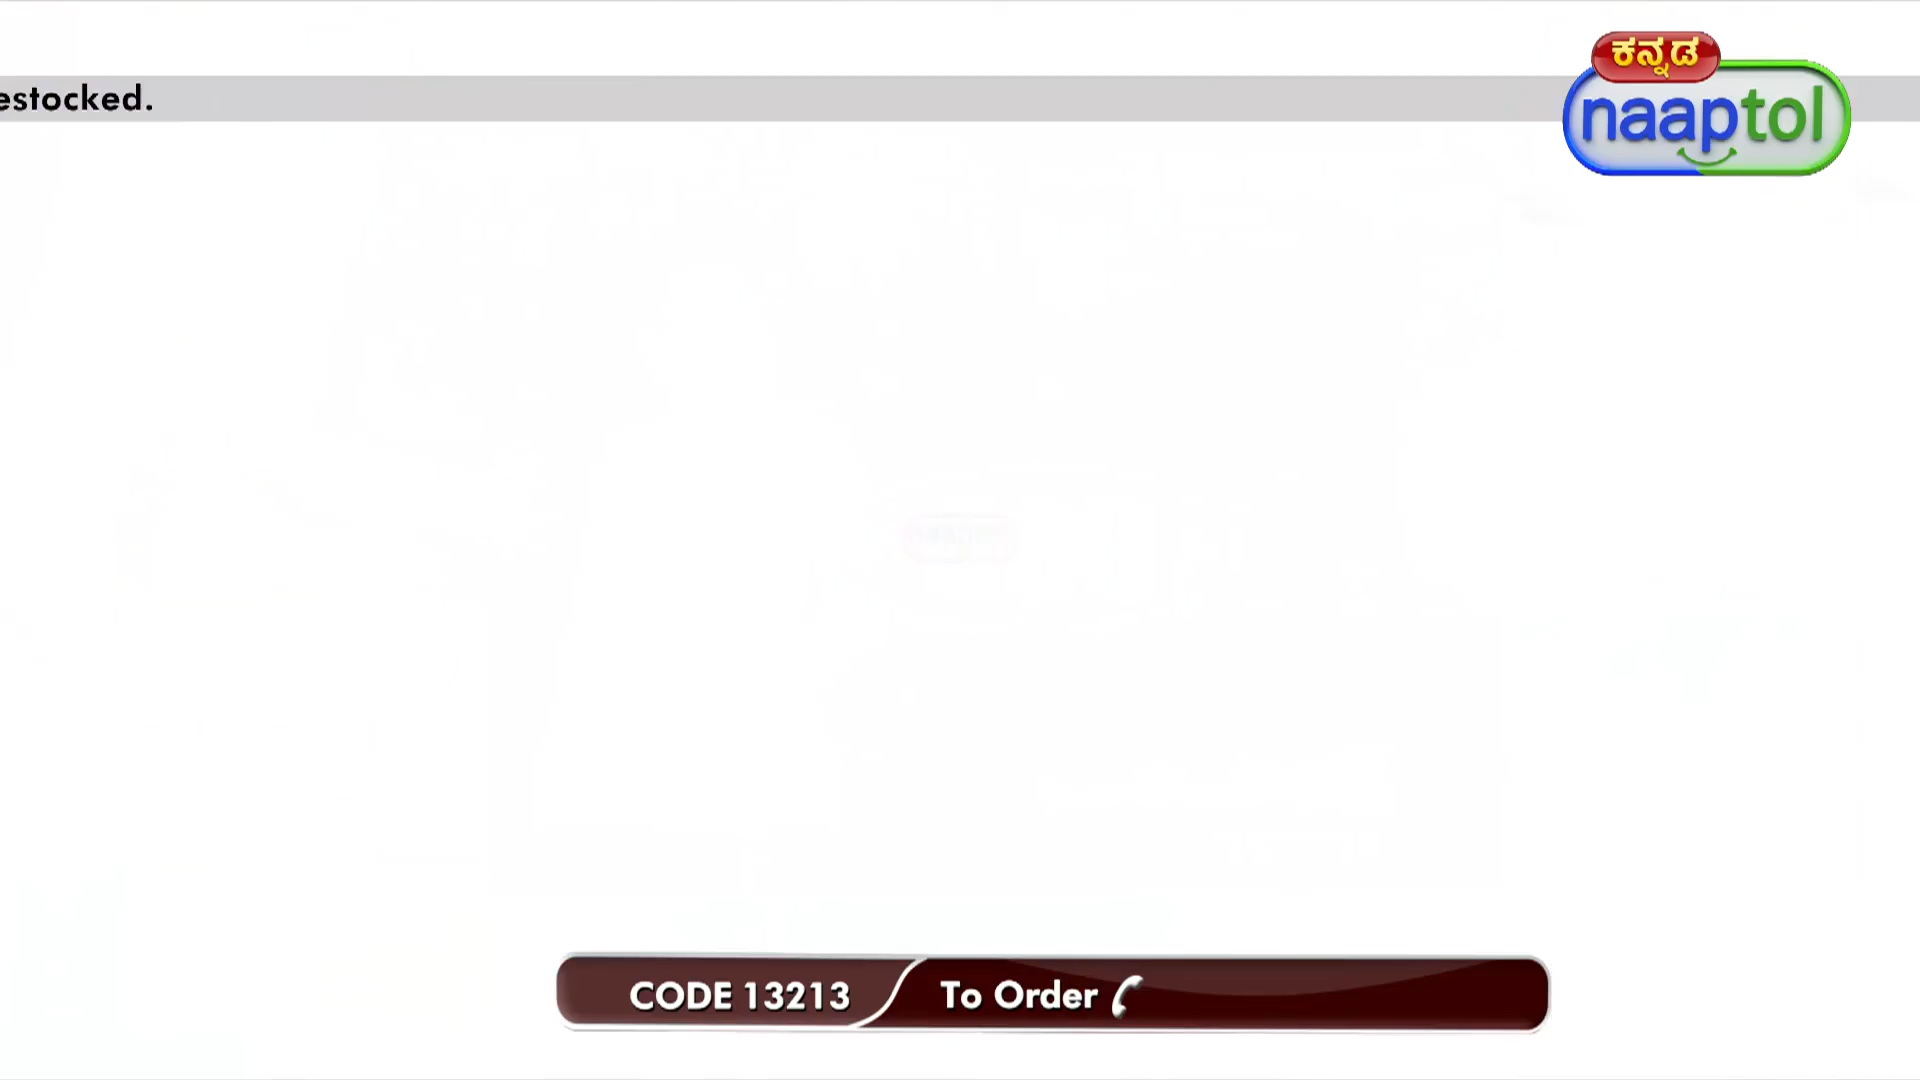 ಕನ್ನಡ
estocked.
naaptol
CODE 13213 To Order